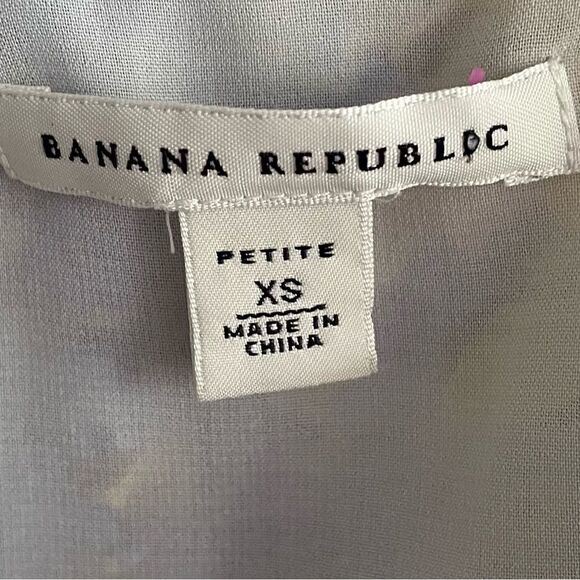 BANANA REPUBLIC
PETITE
XS
MADE IN
CHINA